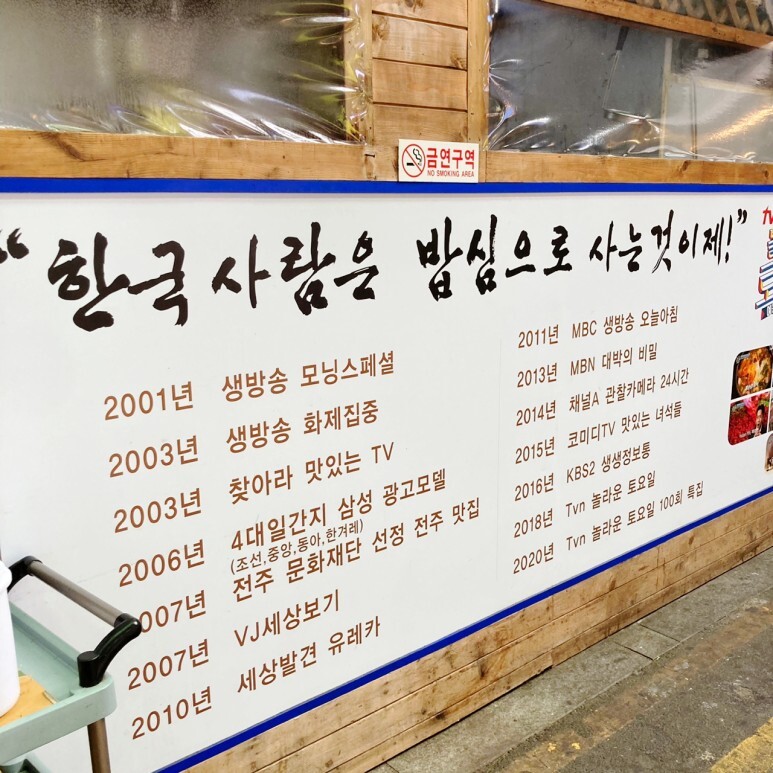 금연구역
NO SMOKING AREA
"한국 사람은 밥심으로 사는것이제!"
2001년 생방송 모닝스페셜
2003년 생방송 화제집중
2003년 찾아라 맛있는 TV
2006년 4대일간지 삼성 광고모델
(조선,중앙,동아,한겨레)
007년 전주 문화재단 선정 전주 맛집
2007년 VJ세상보기
2010년 세상발견 유레카
2011년 MBC 생방송 오늘아침
2013년 MBN 대박의 비밀
2014년 채널A 관찰카메라 24시간
2015년 코미디TV 맛있는 녀석들
2016년 KBS2 생생정보통
2018년 Tvn 놀라운 토요일
2020년 Tvn 놀라운 토요일 100회 특집